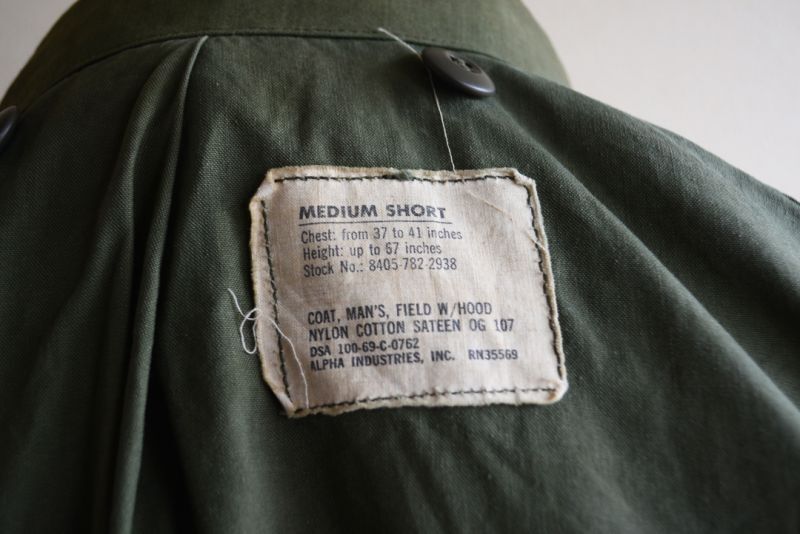 MEDIUM SHORT
Chest: from 37 to 41 inches
Height: up to 67 inches
Stock No.: 8405-782-2938
COAT, MAN'S, FIELD W/HOOD
NYLON COTTON SATEEN OG 107
DSA 100-69-C-0762
ALPHA INDUSTRIES, INC. RN35569